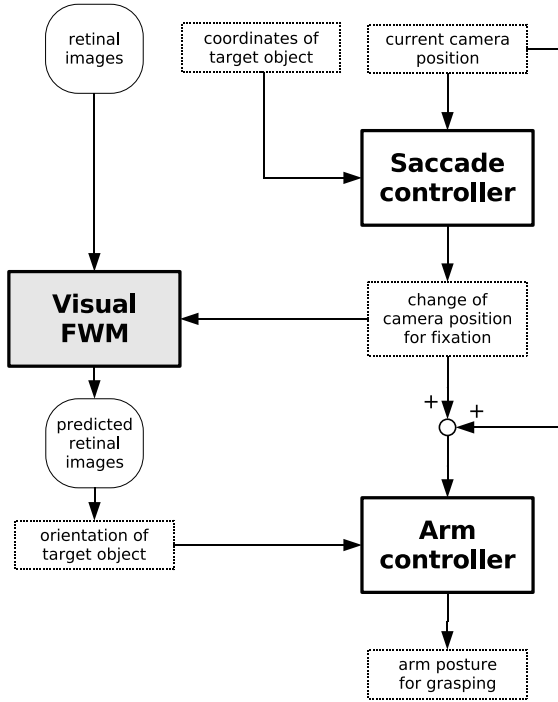 retinal
images
coordinates of
target object
current camera
position
Saccade
controller
Visual
FWM
change of
camera position
for fixation
+
+
predicted
retinal
images
orientation of
target object
Arm
controller
arm posture
for grasping